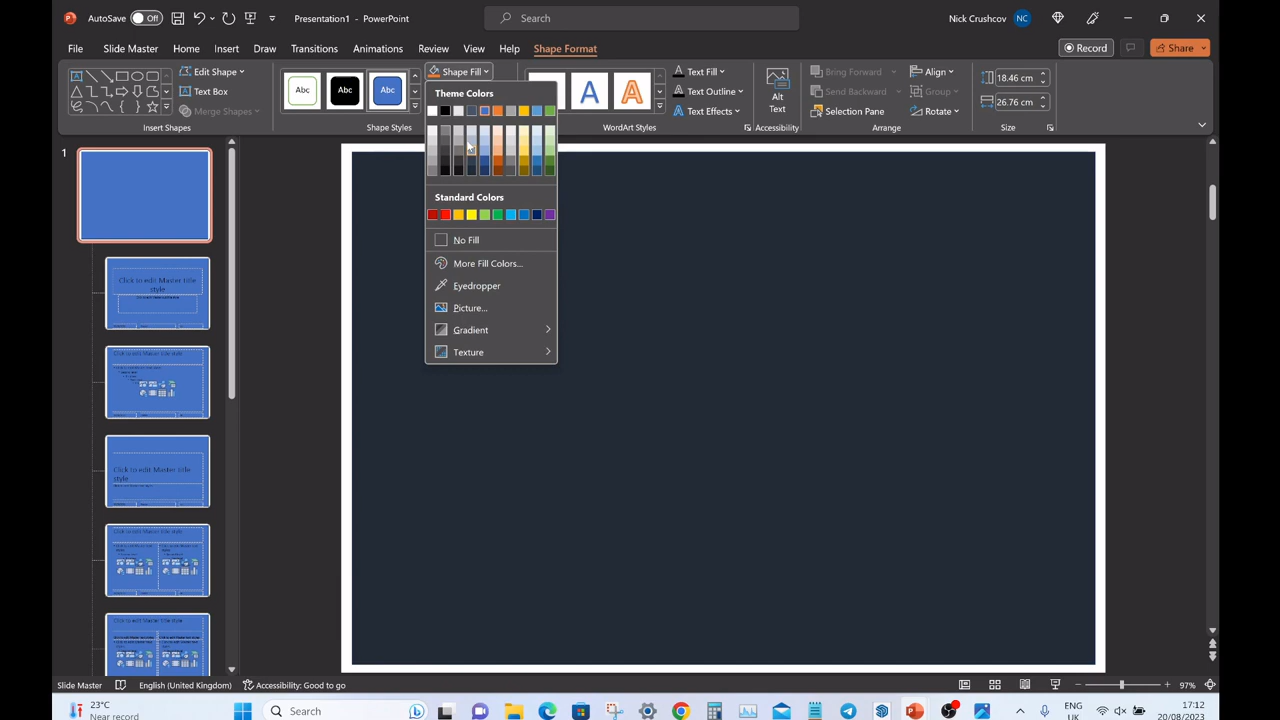 AutoSave Off Presentation1 - PowerPoint Search Nick Crushcov NC
File Slide Master Home Insert Draw Transitions Animations Review View Help Shape Format Record Share
Edit Shape
Text Box
Merge Shapes
Insert Shapes
Abc Abc Abc
Shape Styles
Shape Fill
Theme Colors
Standard Colors
No Fill
More Fill Colors...
Eyedropper
Picture...
Gradient
Texture
A A
Text Fill
Text Outline
Text Effects
WordArt Styles
Alt
Text
Accessibility
Bring Forward
Send Backward
Selection Pane
Align
Group
Rotate
Arrange
18.46 cm
26.76 cm
Size
1
Click to edit Master title
style
Click to edit Master title style
Click to edit Master title
style
Click to edit Master title style
Click to edit Master title style
Slide Master English (United Kingdom) Accessibility: Good to go 97%
23°C
Near record
Search
ENG
UK
17:12
20/08/2023